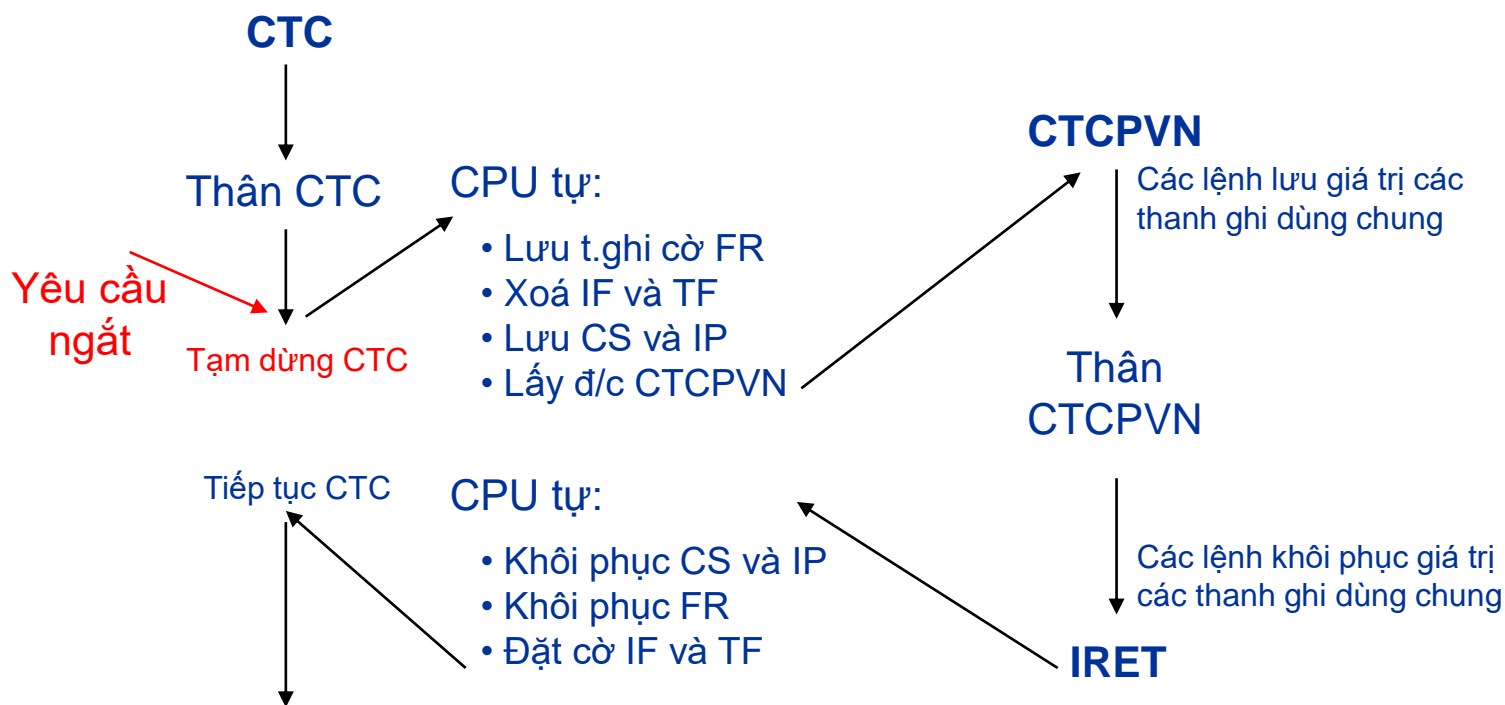 CTC
Thân CTC
Yêu cầu
ngắt
Tạm dừng CTC
CPU tự:
• Lưu t.ghi cờ FR
• Xoá IF và TF
• Lưu CS và IP
• Lấy đ/c CTCPVN
CTCPVN
Các lệnh lưu giá trị các
thanh ghi dùng chung
Thân
CTCPVN
Các lệnh khôi phục giá trị
các thanh ghi dùng chung
IRET
CPU tự:
• Khôi phục CS và IP
• Khôi phục FR
• Đặt cờ IF và TF
Tiếp tục CTC